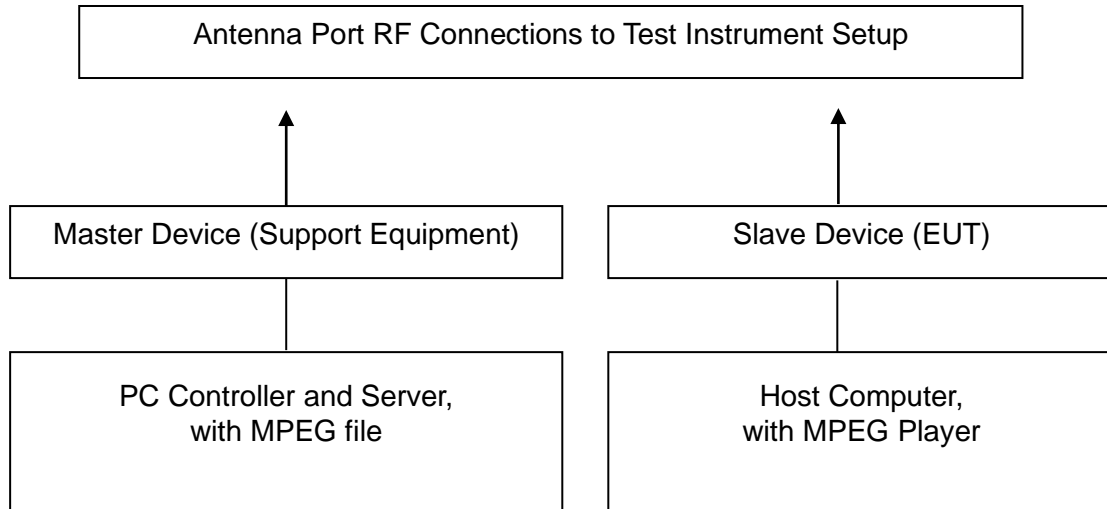 Antenna Port RF Connections to Test Instrument Setup
Master Device (Support Equipment)
Slave Device (EUT)
PC Controller and Server,
with MPEG file
Host Computer,
with MPEG Player